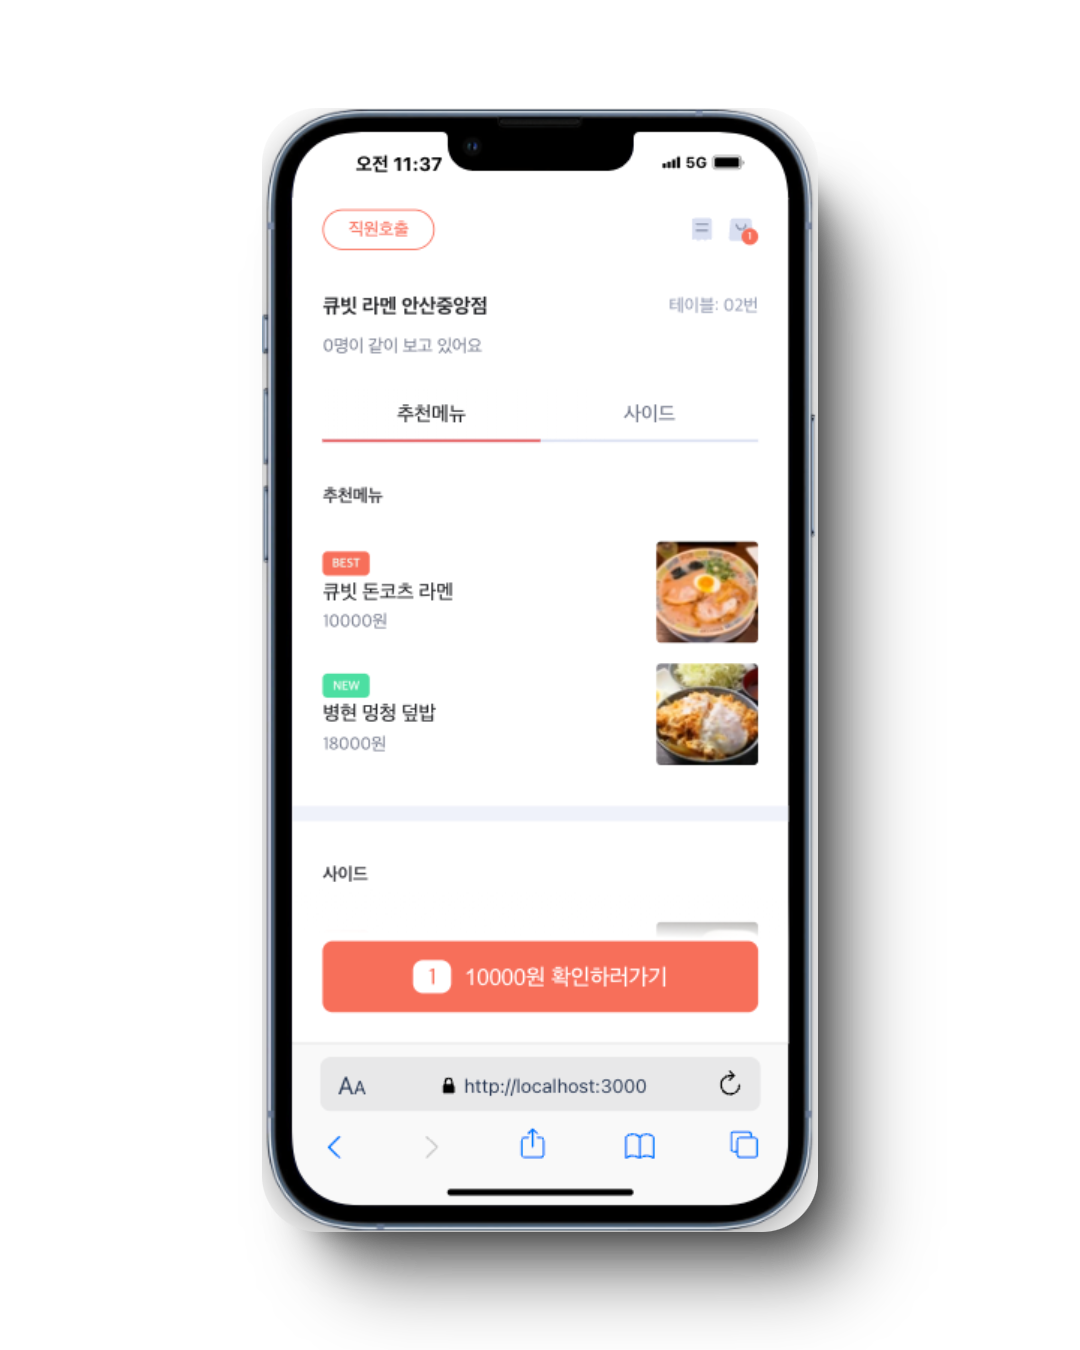 오전 11:37
5G
직원호출
1
큐빗 라멘 안산중앙점
테이블: 02번
0명이 같이 보고 있어요
추천메뉴
사이드
추천메뉴
BEST
큐빗 돈코츠 라멘
10000원
NEW
병현 멍청 덮밥
18000원
사이드
1 10000원 확인하러가기
AA
http://localhost:3000